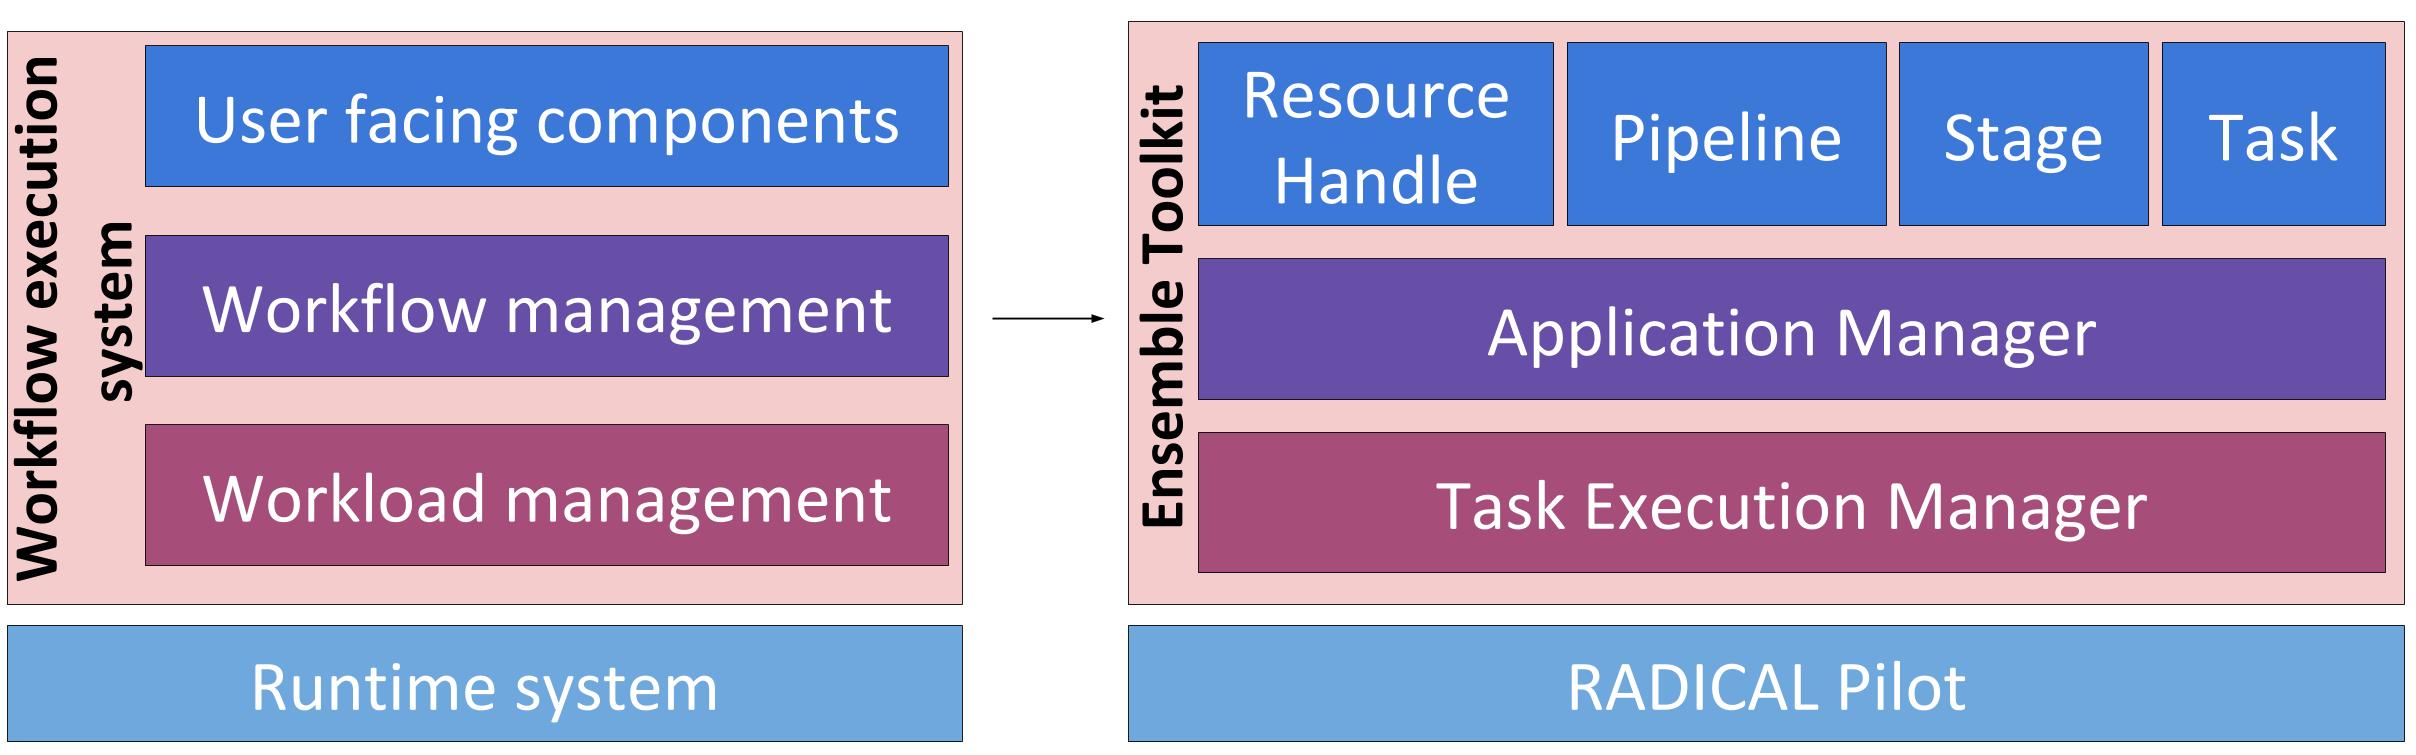 Workflow execution
system
User facing components
Workflow management
Workload management
Runtime system
Ensemble Toolkit
Resource
Handle
Pipeline
Stage
Task
Application Manager
Task Execution Manager
RADICAL Pilot